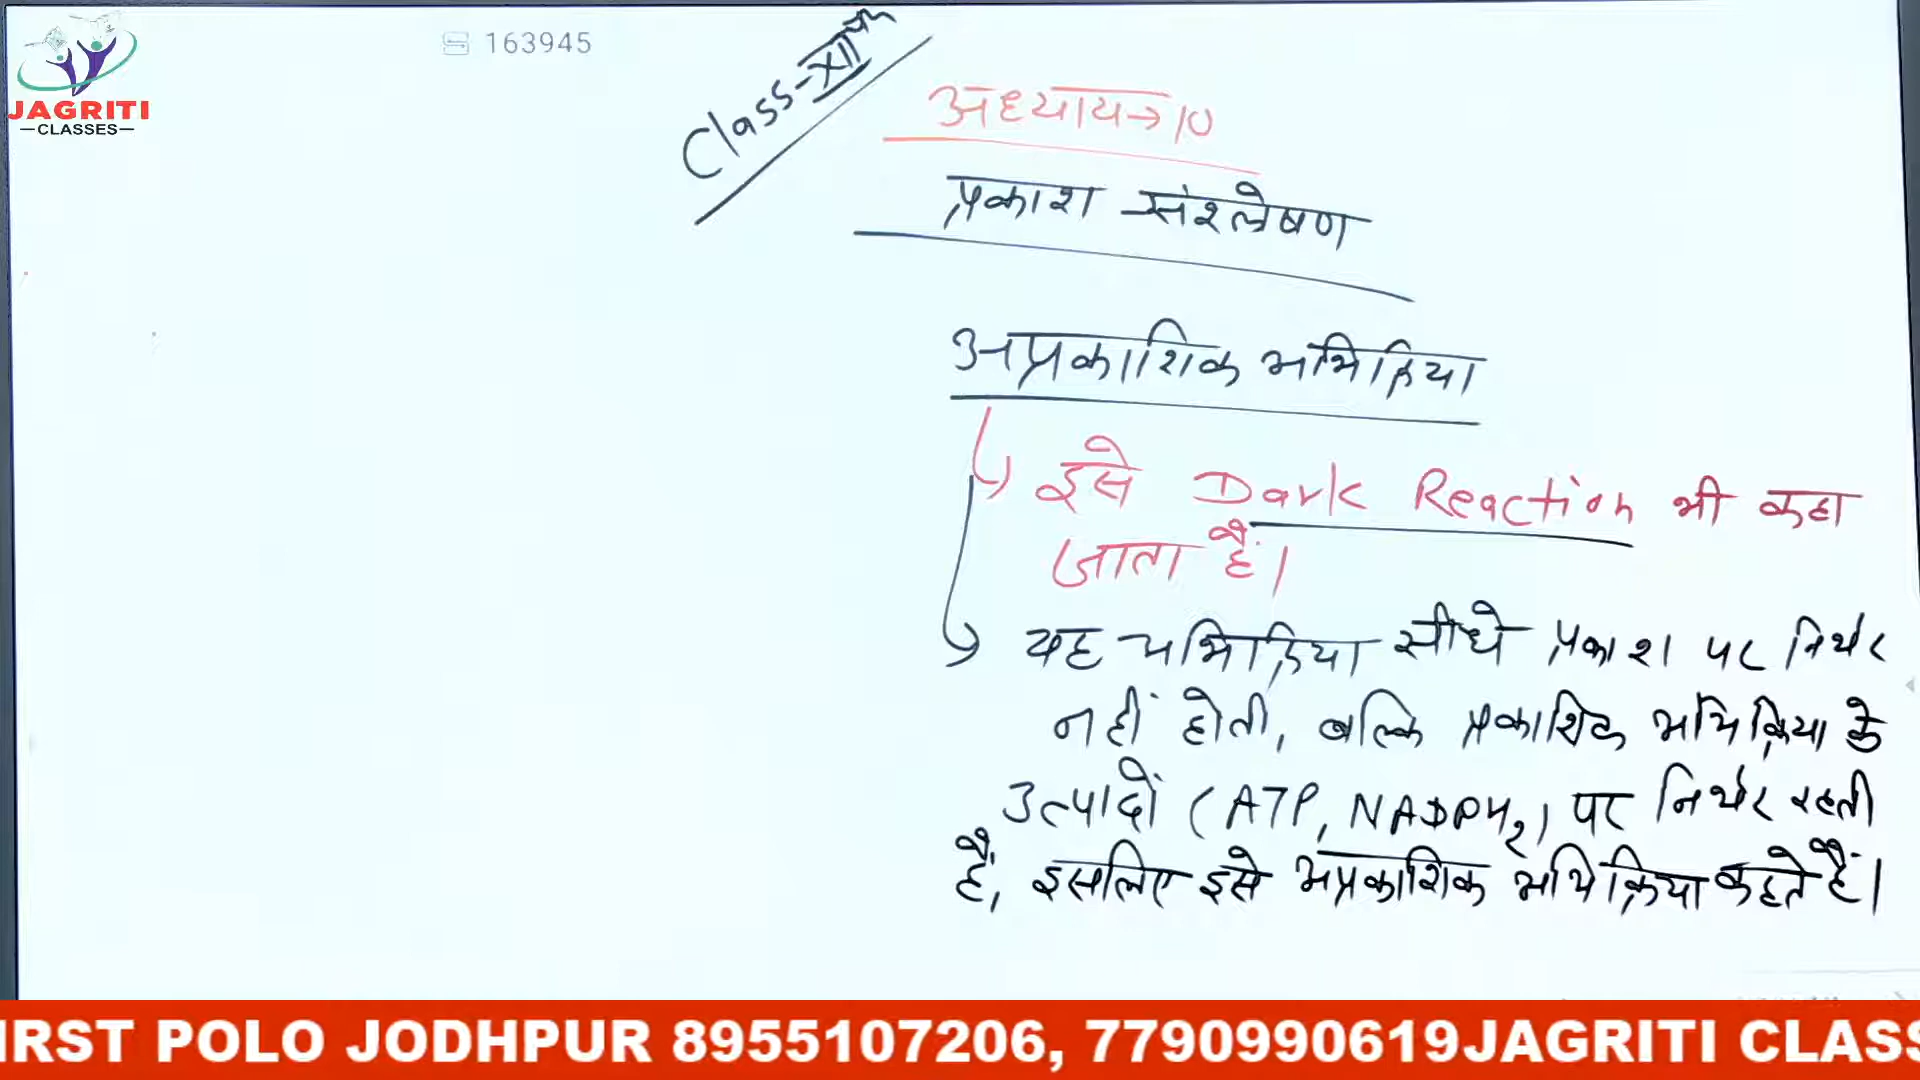 JAGRITI
CLASSES
163945
Class-XIIth
अध्याय→10
प्रकाश संश्लेषण
अप्रकाशिक अभिक्रिया
इसे Dark Reaction भी कहा
जाता हैं।
यह अभिक्रिया सीधे प्रकाश पर निर्भर
नहीं होती, बल्कि प्रकाशिक अभिक्रिया के
उत्पादों (ATP, NADPH₂) पर निर्भर रहती
हैं, इसलिए इसे अप्रकाशिक अभिक्रिया कहते हैं।
IRST POLO JODHPUR 8955107206, 7790990619JAGRITI CLASS